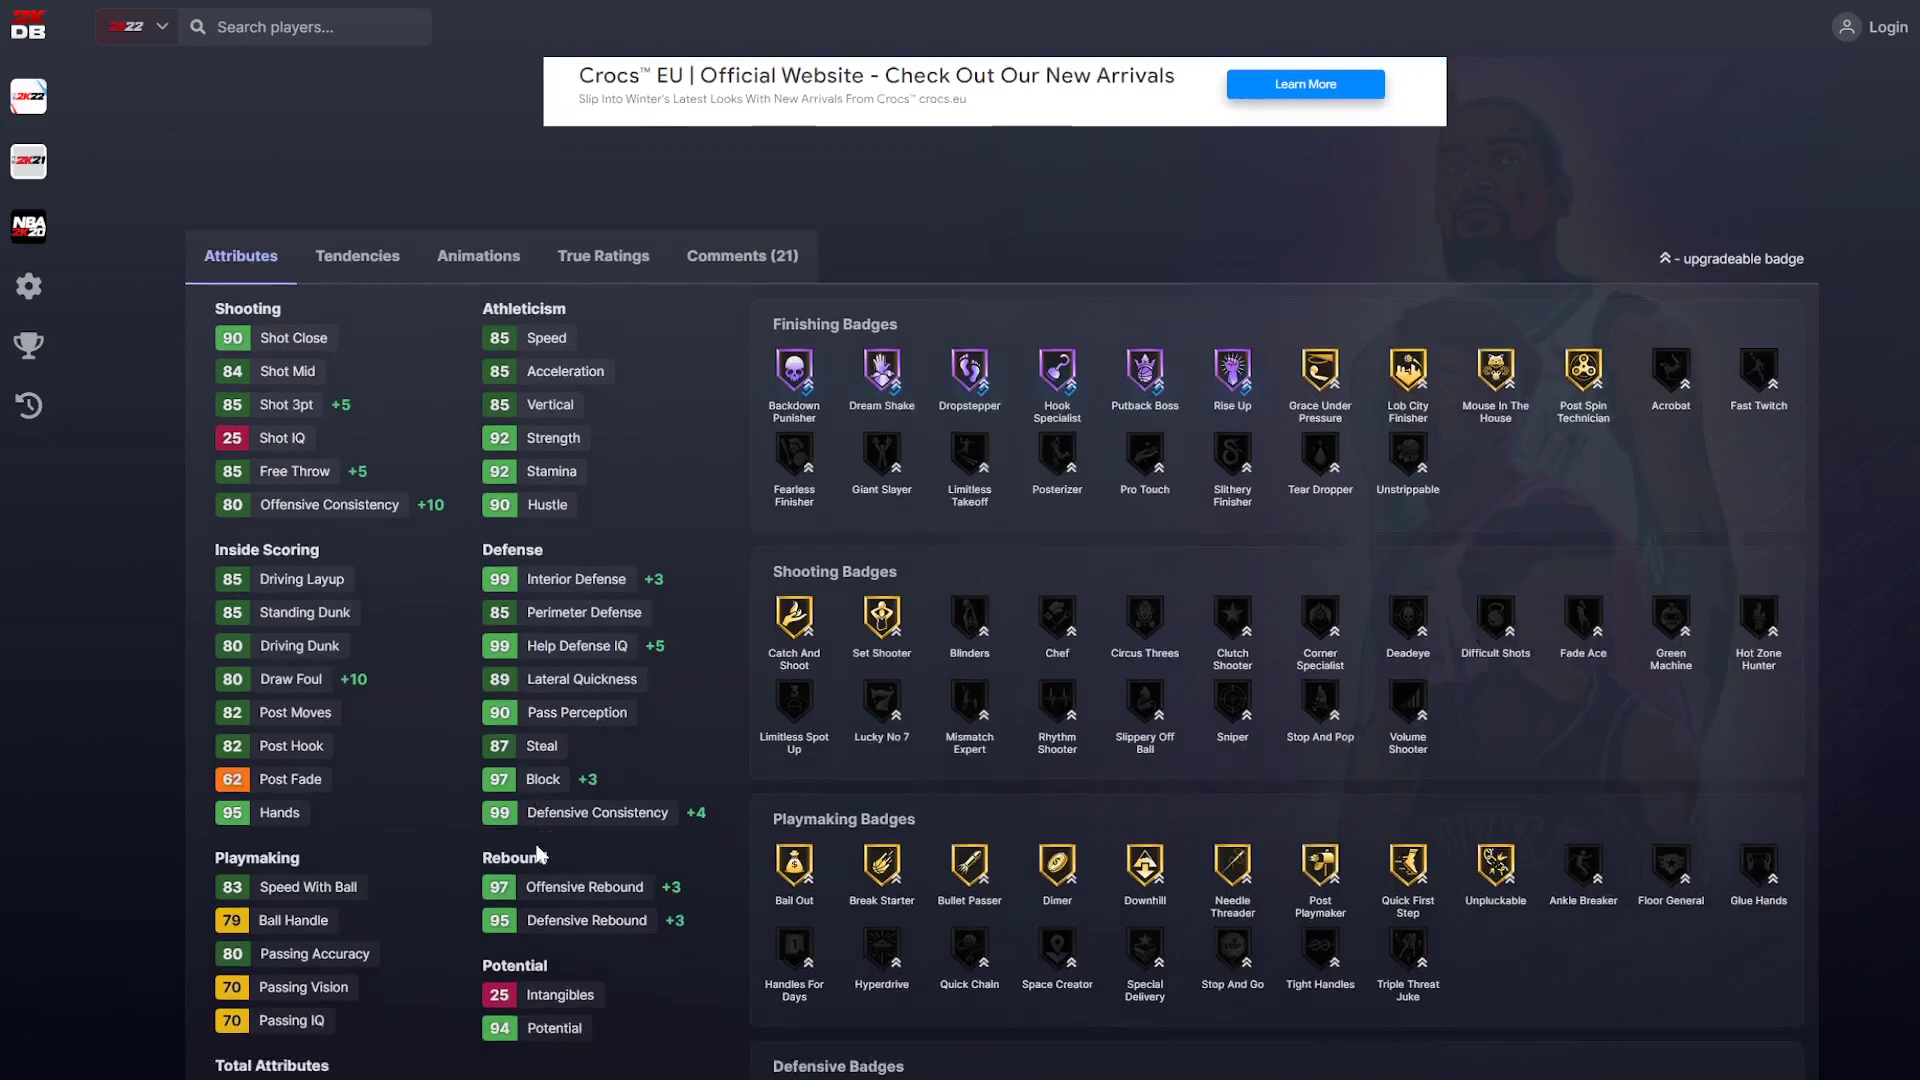 2K
DB
2K22
Search players...
Login
Crocs™ EU | Official Website - Check Out Our New Arrivals
Slip Into Winter's Latest Looks With New Arrivals From Crocs™ crocs.eu
Learn More
2K22
2K21
NBA
2K20
Attributes
Tendencies
Animations
True Ratings
Comments (21)
- upgradeable badge
Shooting
90 Shot Close
84 Shot Mid
85 Shot 3pt +5
25 Shot IQ
85 Free Throw +5
80 Offensive Consistency +10
Inside Scoring
85 Driving Layup
85 Standing Dunk
80 Driving Dunk
80 Draw Foul +10
82 Post Moves
82 Post Hook
62 Post Fade
95 Hands
Playmaking
83 Speed With Ball
79 Ball Handle
80 Passing Accuracy
70 Passing Vision
70 Passing IQ
Total Attributes
Athleticism
85 Speed
85 Acceleration
85 Vertical
92 Strength
92 Stamina
90 Hustle
Defense
99 Interior Defense +3
85 Perimeter Defense
99 Help Defense IQ +5
89 Lateral Quickness
90 Pass Perception
87 Steal
97 Block +3
99 Defensive Consistency +4
Rebound
97 Offensive Rebound +3
95 Defensive Rebound +3
Potential
25 Intangibles
94 Potential
Finishing Badges
Backdown Punisher
Dream Shake
Dropstepper
Hook Specialist
Putback Boss
Rise Up
Grace Under Pressure
Lob City Finisher
Mouse In The House
Post Spin Technician
Acrobat
Fast Twitch
Fearless Finisher
Giant Slayer
Limitless Takeoff
Posterizer
Pro Touch
Slithery Finisher
Tear Dropper
Unstrippable
Shooting Badges
Catch And Shoot
Set Shooter
Blinders
Chef
Circus Threes
Clutch Shooter
Corner Specialist
Deadeye
Difficult Shots
Fade Ace
Green Machine
Hot Zone Hunter
Limitless Spot Up
Lucky No 7
Mismatch Expert
Rhythm Shooter
Slippery Off Ball
Sniper
Stop And Pop
Volume Shooter
Playmaking Badges
Bail Out
Break Starter
Bullet Passer
Dimer
Downhill
Needle Threader
Post Playmaker
Quick First Step
Unpluckable
Ankle Breaker
Floor General
Glue Hands
Handles For Days
Hyperdrive
Quick Chain
Space Creator
Special Delivery
Stop And Go
Tight Handles
Triple Threat Juke
Defensive Badges